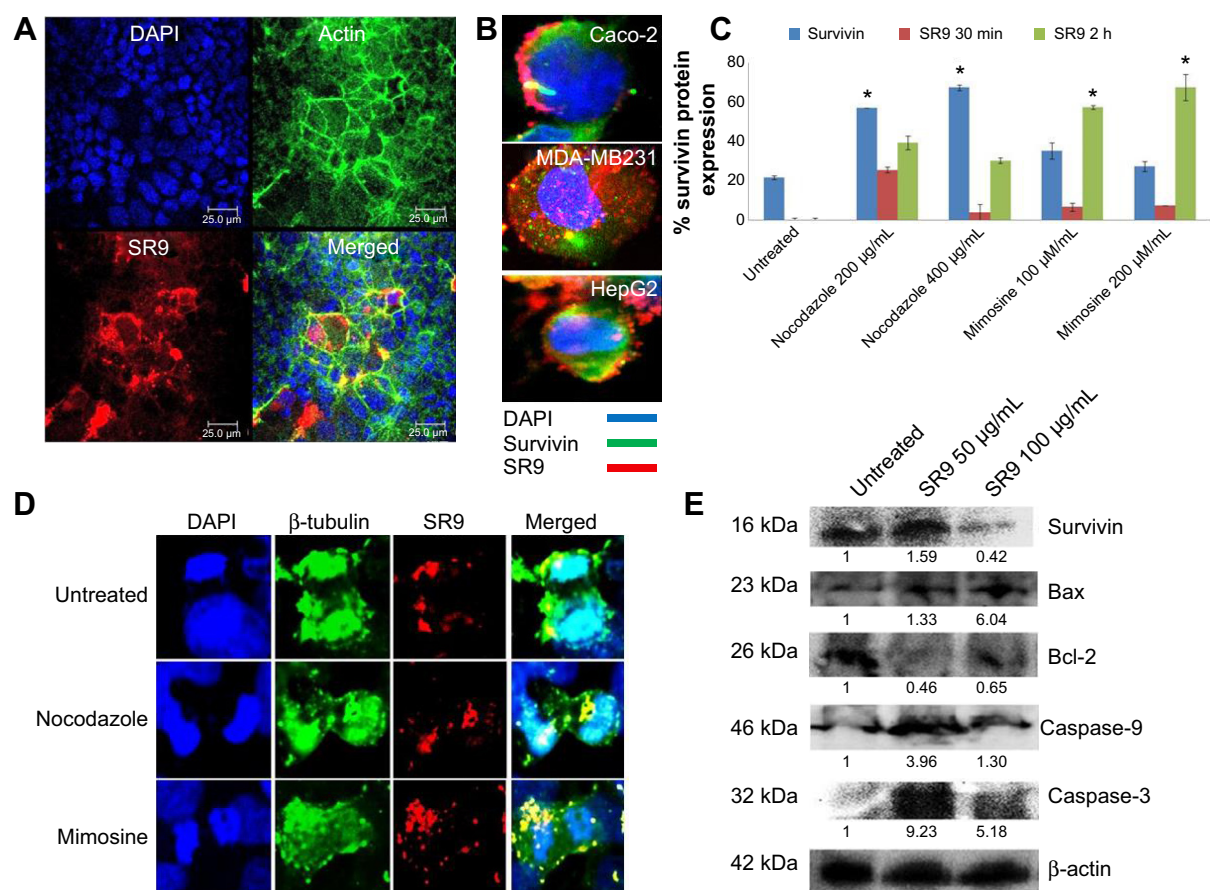 A
DAPI
Actin
25.0 µm
25.0 µm
SR9
Merged
25.0 µm
25.0 µm
B
Caco-2
MDA-MB231
HepG2
DAPI
Survivin
SR9
C
Survivin
SR9 30 min
SR9 2 h
% survivin protein
expression
80
60
40
20
0
*
*
*
*
Untreated
Nocodazole 200 µg/mL
Nocodazole 400 µg/mL
Mimosine 100 µM/mL
Mimosine 200 µM/mL
D
DAPI
β-tubulin
SR9
Merged
Untreated
Nocodazole
Mimosine
E
Untreated
SR9 50 µg/mL
SR9 100 µg/mL
16 kDa
Survivin
1 1.59 0.42
23 kDa
Bax
1 1.33 6.04
26 kDa
Bcl-2
1 0.46 0.65
46 kDa
Caspase-9
1 3.96 1.30
32 kDa
Caspase-3
1 9.23 5.18
42 kDa
β-actin